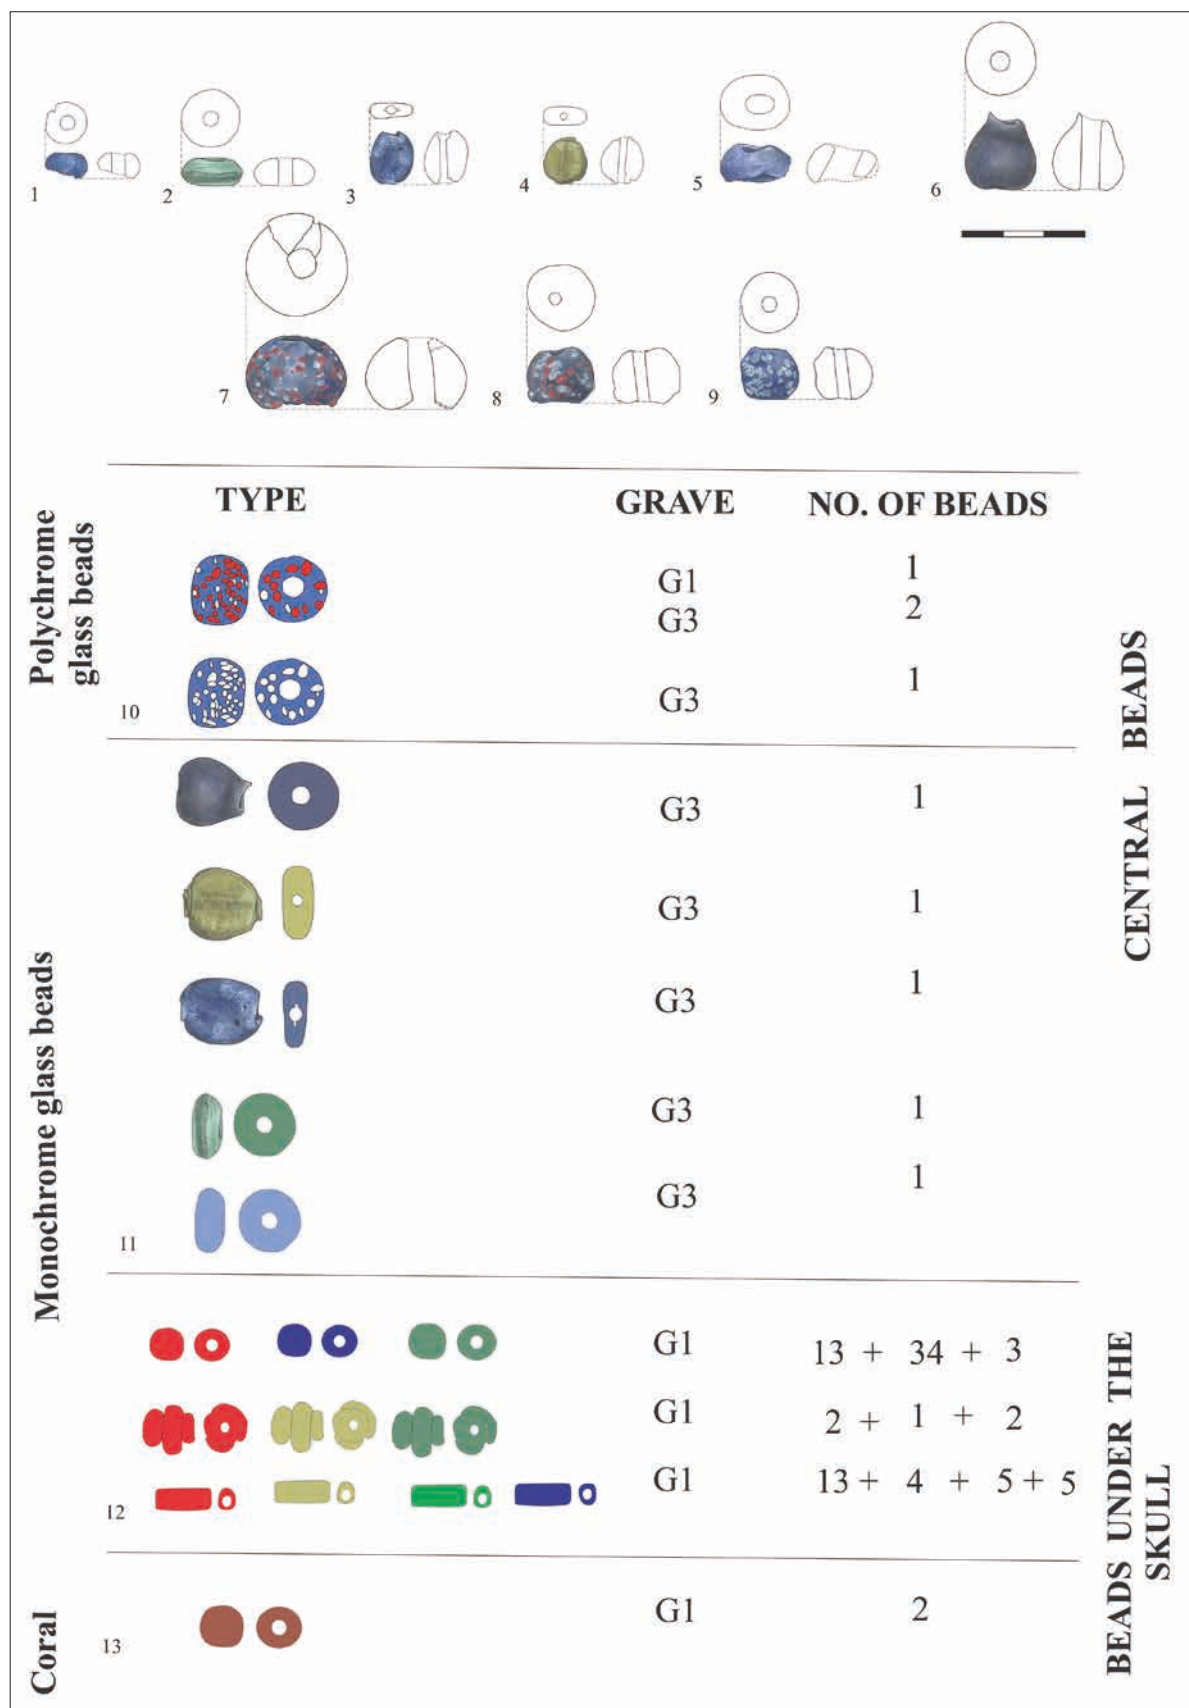 1
2
3
4
5
6
7
8
9
TYPE GRAVE NO. OF BEADS
Polychrome
glass beads
G1 1
G3 2
G3 1
10
CENTRAL BEADS
Monochrome glass beads
G3 1
G3 1
G3 1
G3 1
G3 1
11
G1 13 + 34 + 3
G1 2 + 1 + 2
G1 13 + 4 + 5 + 5
12
BEADS UNDER THE
SKULL
Coral
G1 2
13